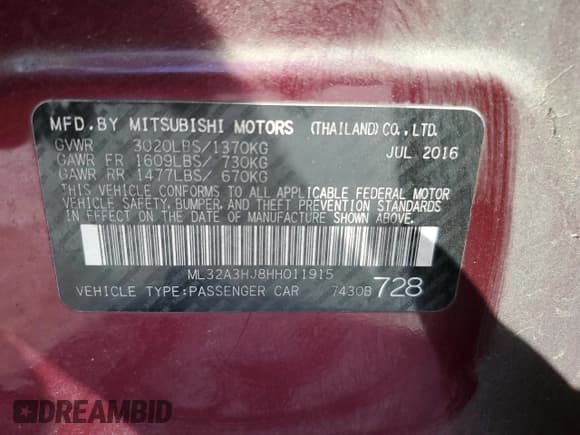 MFD.BY MITSUBISHI MOTORS (THAILAND)CO.,LTD.
GVWR 3020LBS/1370KG JUL 2016
GAWR FR 1609LBS/ 730KG
GAWR RR 1477LBS/ 670KG
THIS VEHICLE CONFORMS TO ALL APPLICABLE FEDERAL MOTOR
VEHICLE SAFETY, BUMPER, AND THEFT PREVENTION STANDARDS
IN EFFECT ON THE DATE OF MANUFACTURE SHOWN ABOVE.
ML32A3HJ8HH011915
VEHICLE TYPE:PASSENGER CAR 7430B 728
DREAMBID